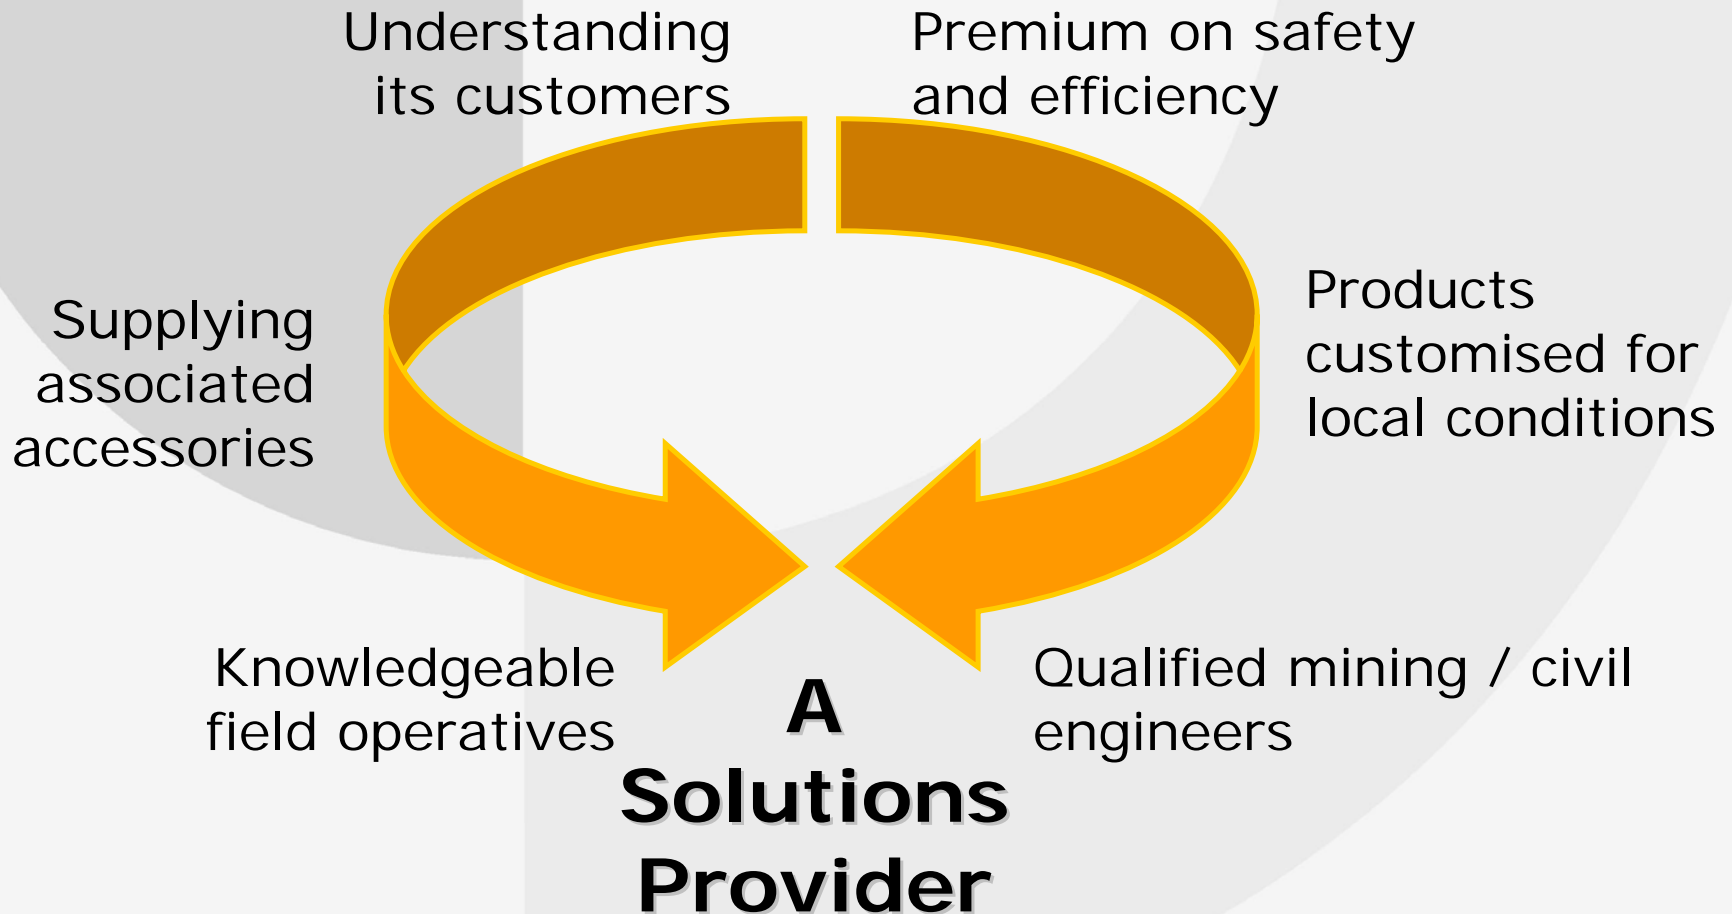 Understanding
its customers
Premium on safety
and efficiency
Supplying
associated
accessories
Products
customised for
local conditions
Knowledgeable
field operatives
Qualified mining / civil
engineers
A
Solutions
Provider